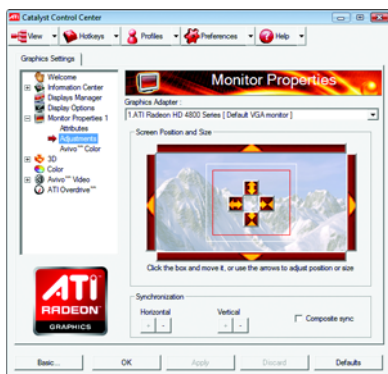 ATI Catalyst Control Center
View Hotkeys Profiles Preferences Help
Graphics Settings
Welcome
Information Center
Displays Manager
Display Options
Monitor Properties 1
Attributes
Adjustments
Avivo™ Color
3D
Color
Avivo™ Video
ATI Overdrive™
ATI
RADEON
GRAPHICS
Monitor Properties
Graphics Adapter :
1.ATI Radeon HD 4800 Series [ Default VGA monitor ]
Screen Position and Size
Click the box and move it, or use the arrows to adjust position or size
Synchronization
Horizontal Vertical
- - - -
Composite sync
Basic... OK Apply Discard Defaults